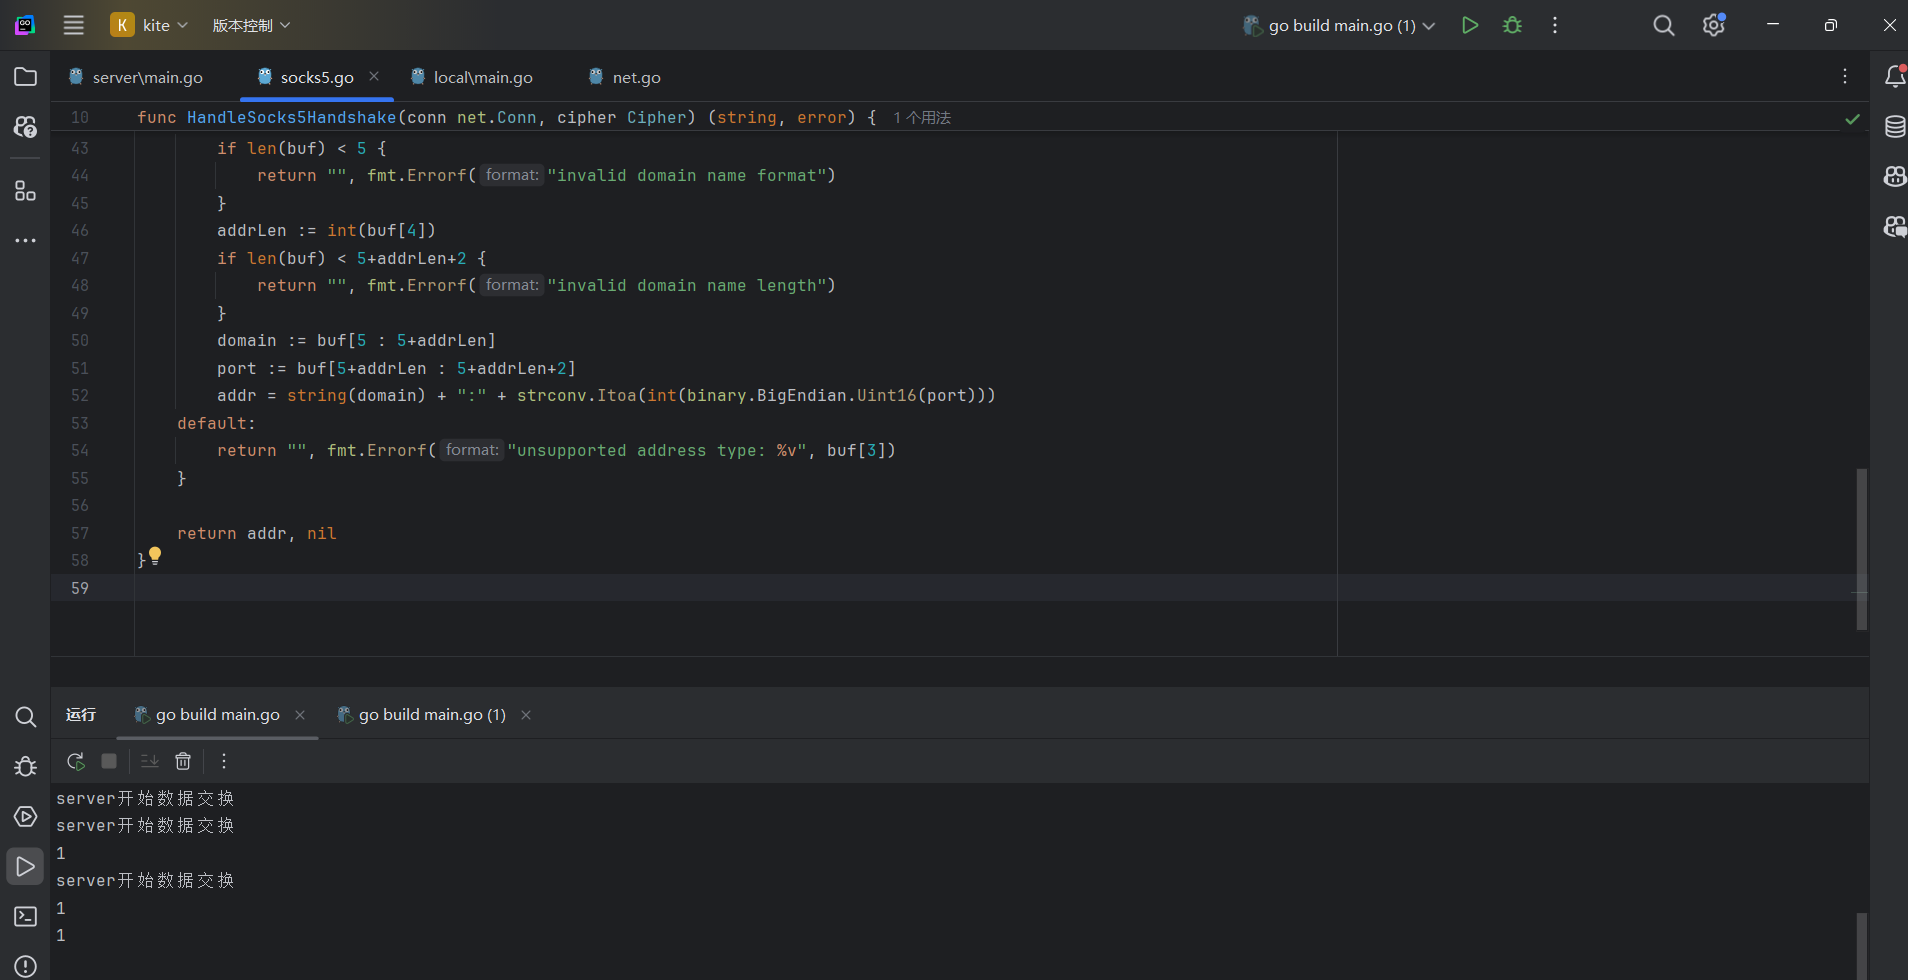 K kite 版本控制 go build main.go (1)
server\main.go socks5.go local\main.go net.go
10 func HandleSocks5Handshake(conn net.Conn, cipher Cipher) (string, error) { 1 个用法
43 if len(buf) < 5 {
44 return "", fmt.Errorf( format: "invalid domain name format")
45 }
46 addrLen := int(buf[4])
47 if len(buf) < 5+addrLen+2 {
48 return "", fmt.Errorf( format: "invalid domain name length")
49 }
50 domain := buf[5 : 5+addrLen]
51 port := buf[5+addrLen : 5+addrLen+2]
52 addr = string(domain) + ":" + strconv.Itoa(int(binary.BigEndian.Uint16(port)))
53 default:
54 return "", fmt.Errorf( format: "unsupported address type: %v", buf[3])
55 }
56
57 return addr, nil
58 }
59
运行 go build main.go go build main.go (1)
server开始数据交换
server开始数据交换
1
server开始数据交换
1
1